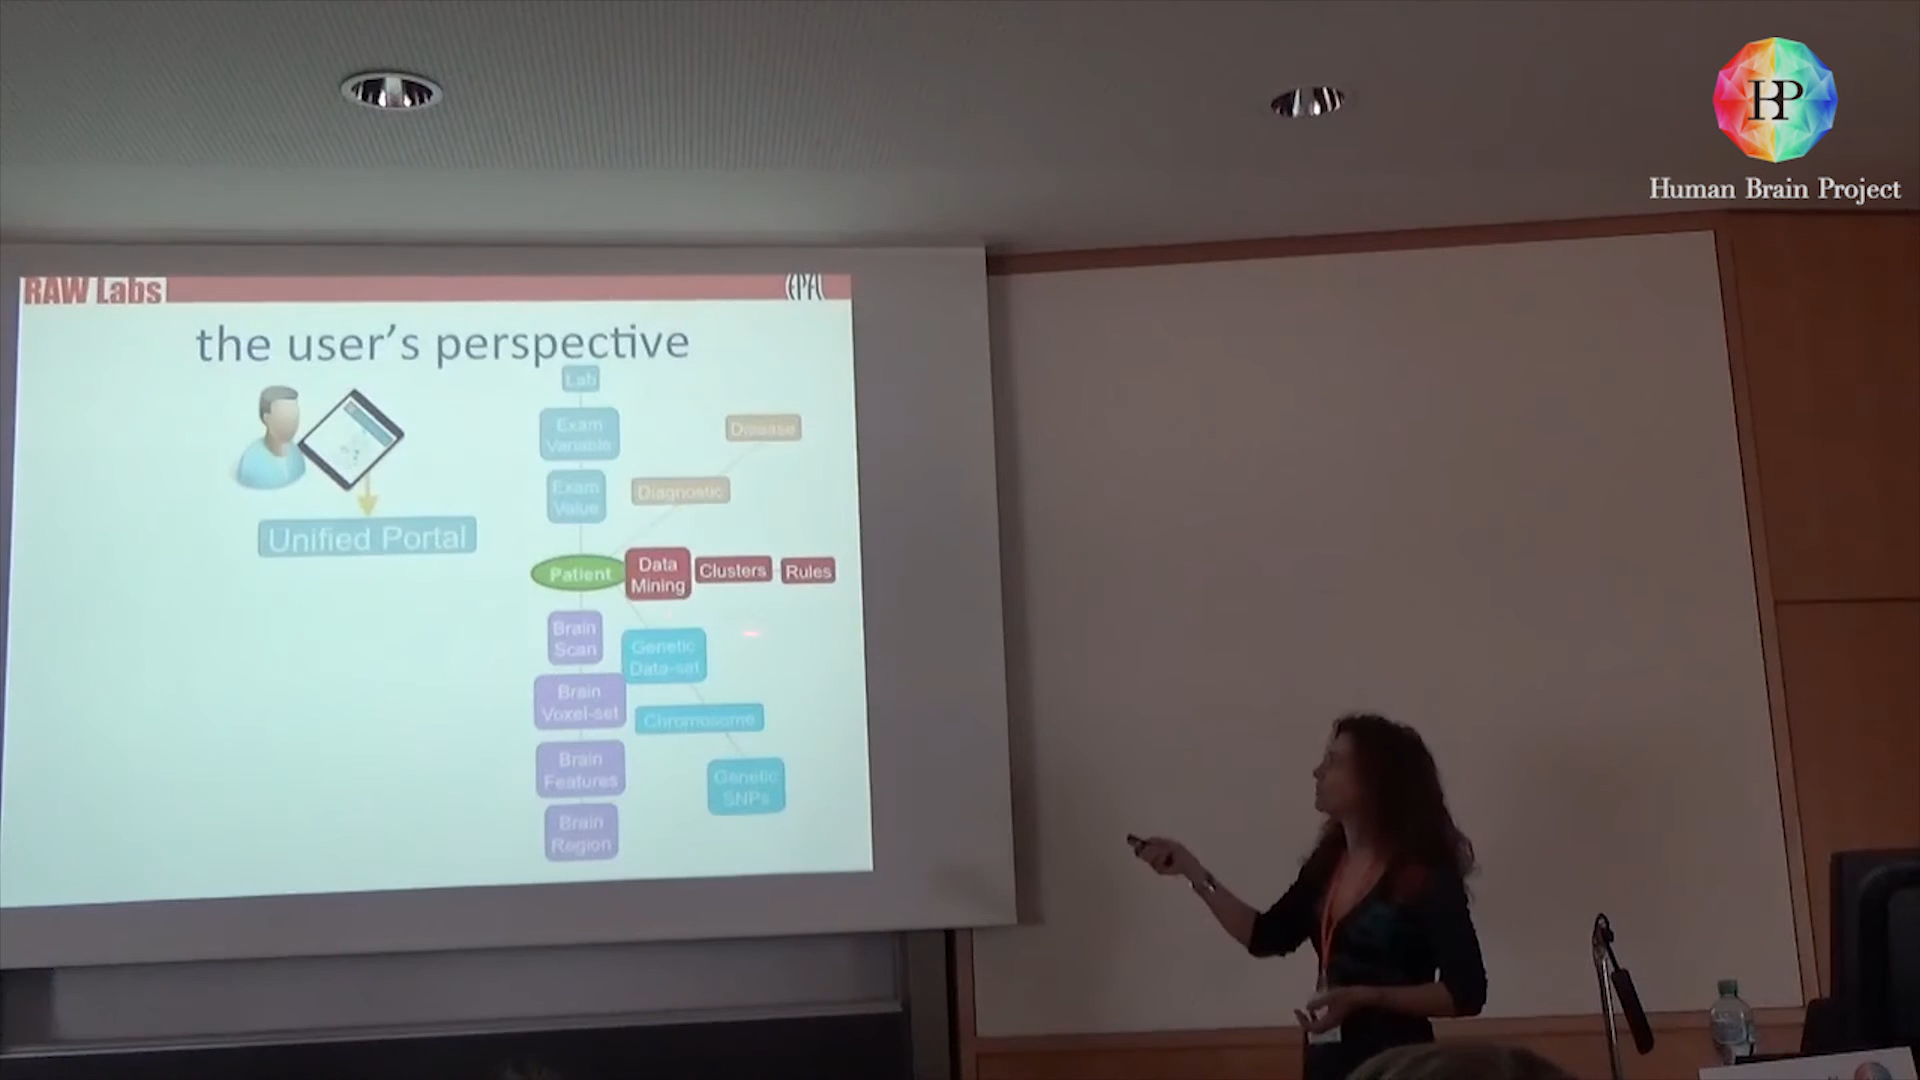 HBP
Human Brain Project
RAW Labs
EPFL
the user's perspective
Unified Portal
Lab
Exam
Variable
Exam
Value
Disease
Diagnostic
Patient
Data
Mining
Clusters
Rules
Brain
Scan
Brain
Voxel-set
Brain
Features
Brain
Region
Genetic
Data-set
Chromosome
Genetic
SNPs